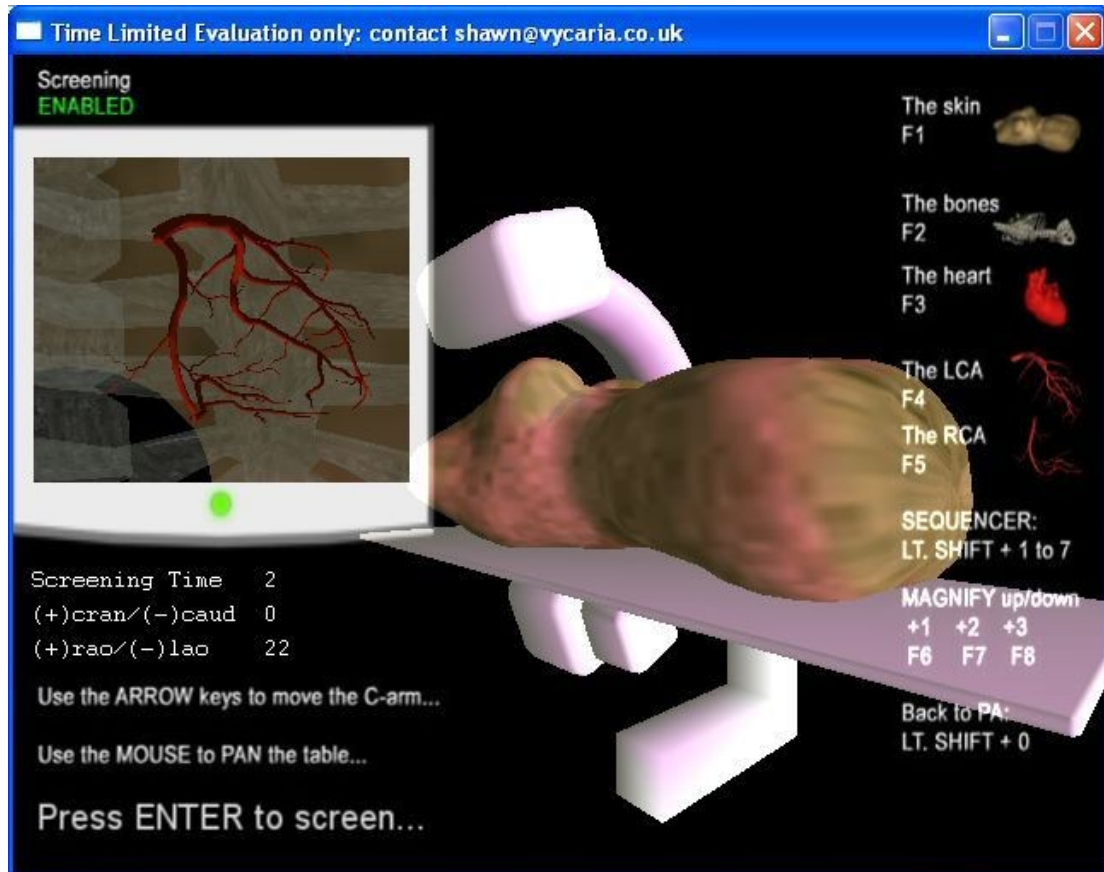 Time Limited Evaluation only: contact shawn@vycaria.co.uk
Screening
ENABLED
The skin
F1
The bones
F2
The heart
F3
The LCA
F4
The RCA
F5
SEQUENCER:
LT. SHIFT + 1 to 7
MAGNIFY up/down
+1 +2 +3
F6 F7 F8
Back to PA:
LT. SHIFT + 0
Screening Time 2
(+)cran/(-)caud 0
(+)rao/(-)lao 22
Use the ARROW keys to move the C-arm...
Use the MOUSE to PAN the table...
Press ENTER to screen...